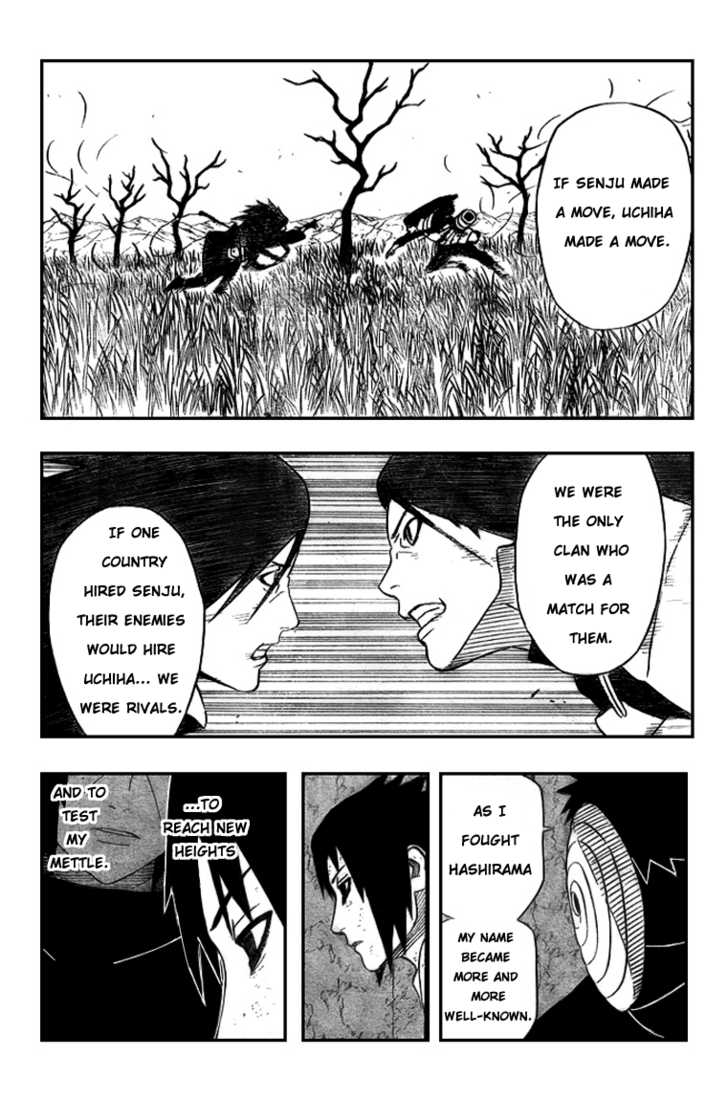 IF SENJU MADE
A MOVE, UCHIHA
MADE A MOVE.
WE WERE
THE ONLY
CLAN WHO
WAS A
MATCH FOR
THEM.
IF ONE
COUNTRY
HIRED SENJU,
THEIR ENEMIES
WOULD HIRE
UCHIHA... WE
WERE RIVALS.
AS I
FOUGHT
HASHIRAMA
MY NAME
BECAME
MORE AND
MORE
WELL-KNOWN.
...TO
REACH NEW
HEIGHTS
AND TO
TEST
MY
METTLE.